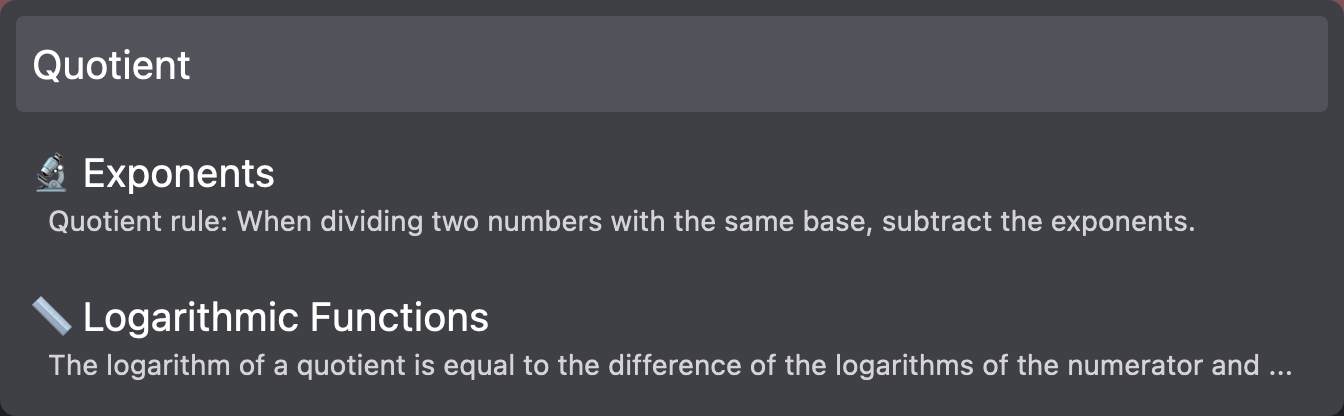 Quotient
Exponents
Quotient rule: When dividing two numbers with the same base, subtract the exponents.
Logarithmic Functions
The logarithm of a quotient is equal to the difference of the logarithms of the numerator and ...